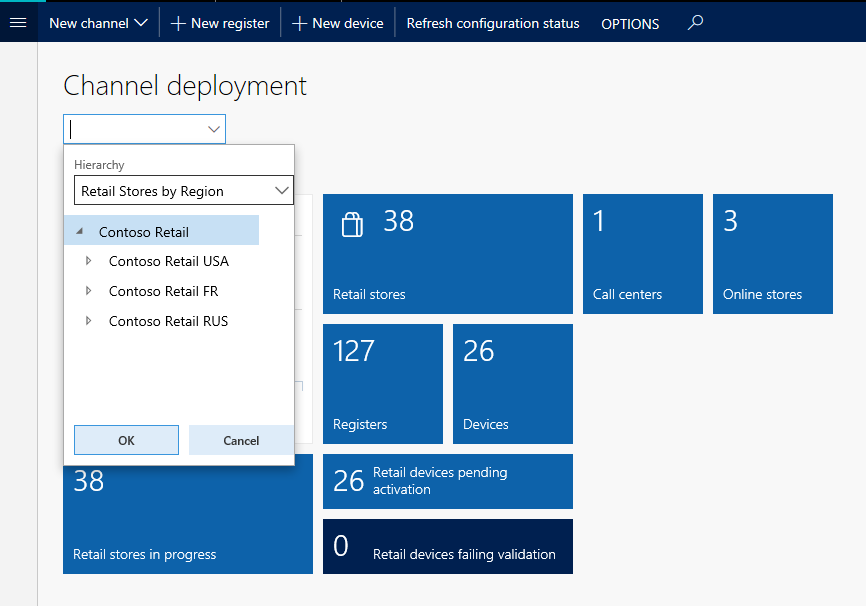 New channel
New register
New device
Refresh configuration status
OPTIONS
Channel deployment
Hierarchy
Retail Stores by Region
Contoso Retail
Contoso Retail USA
Contoso Retail FR
Contoso Retail RUS
OK
Cancel
38
Retail stores
1
Call centers
3
Online stores
127
Registers
26
Devices
38
Retail stores in progress
26
Retail devices pending
activation
0
Retail devices failing validation